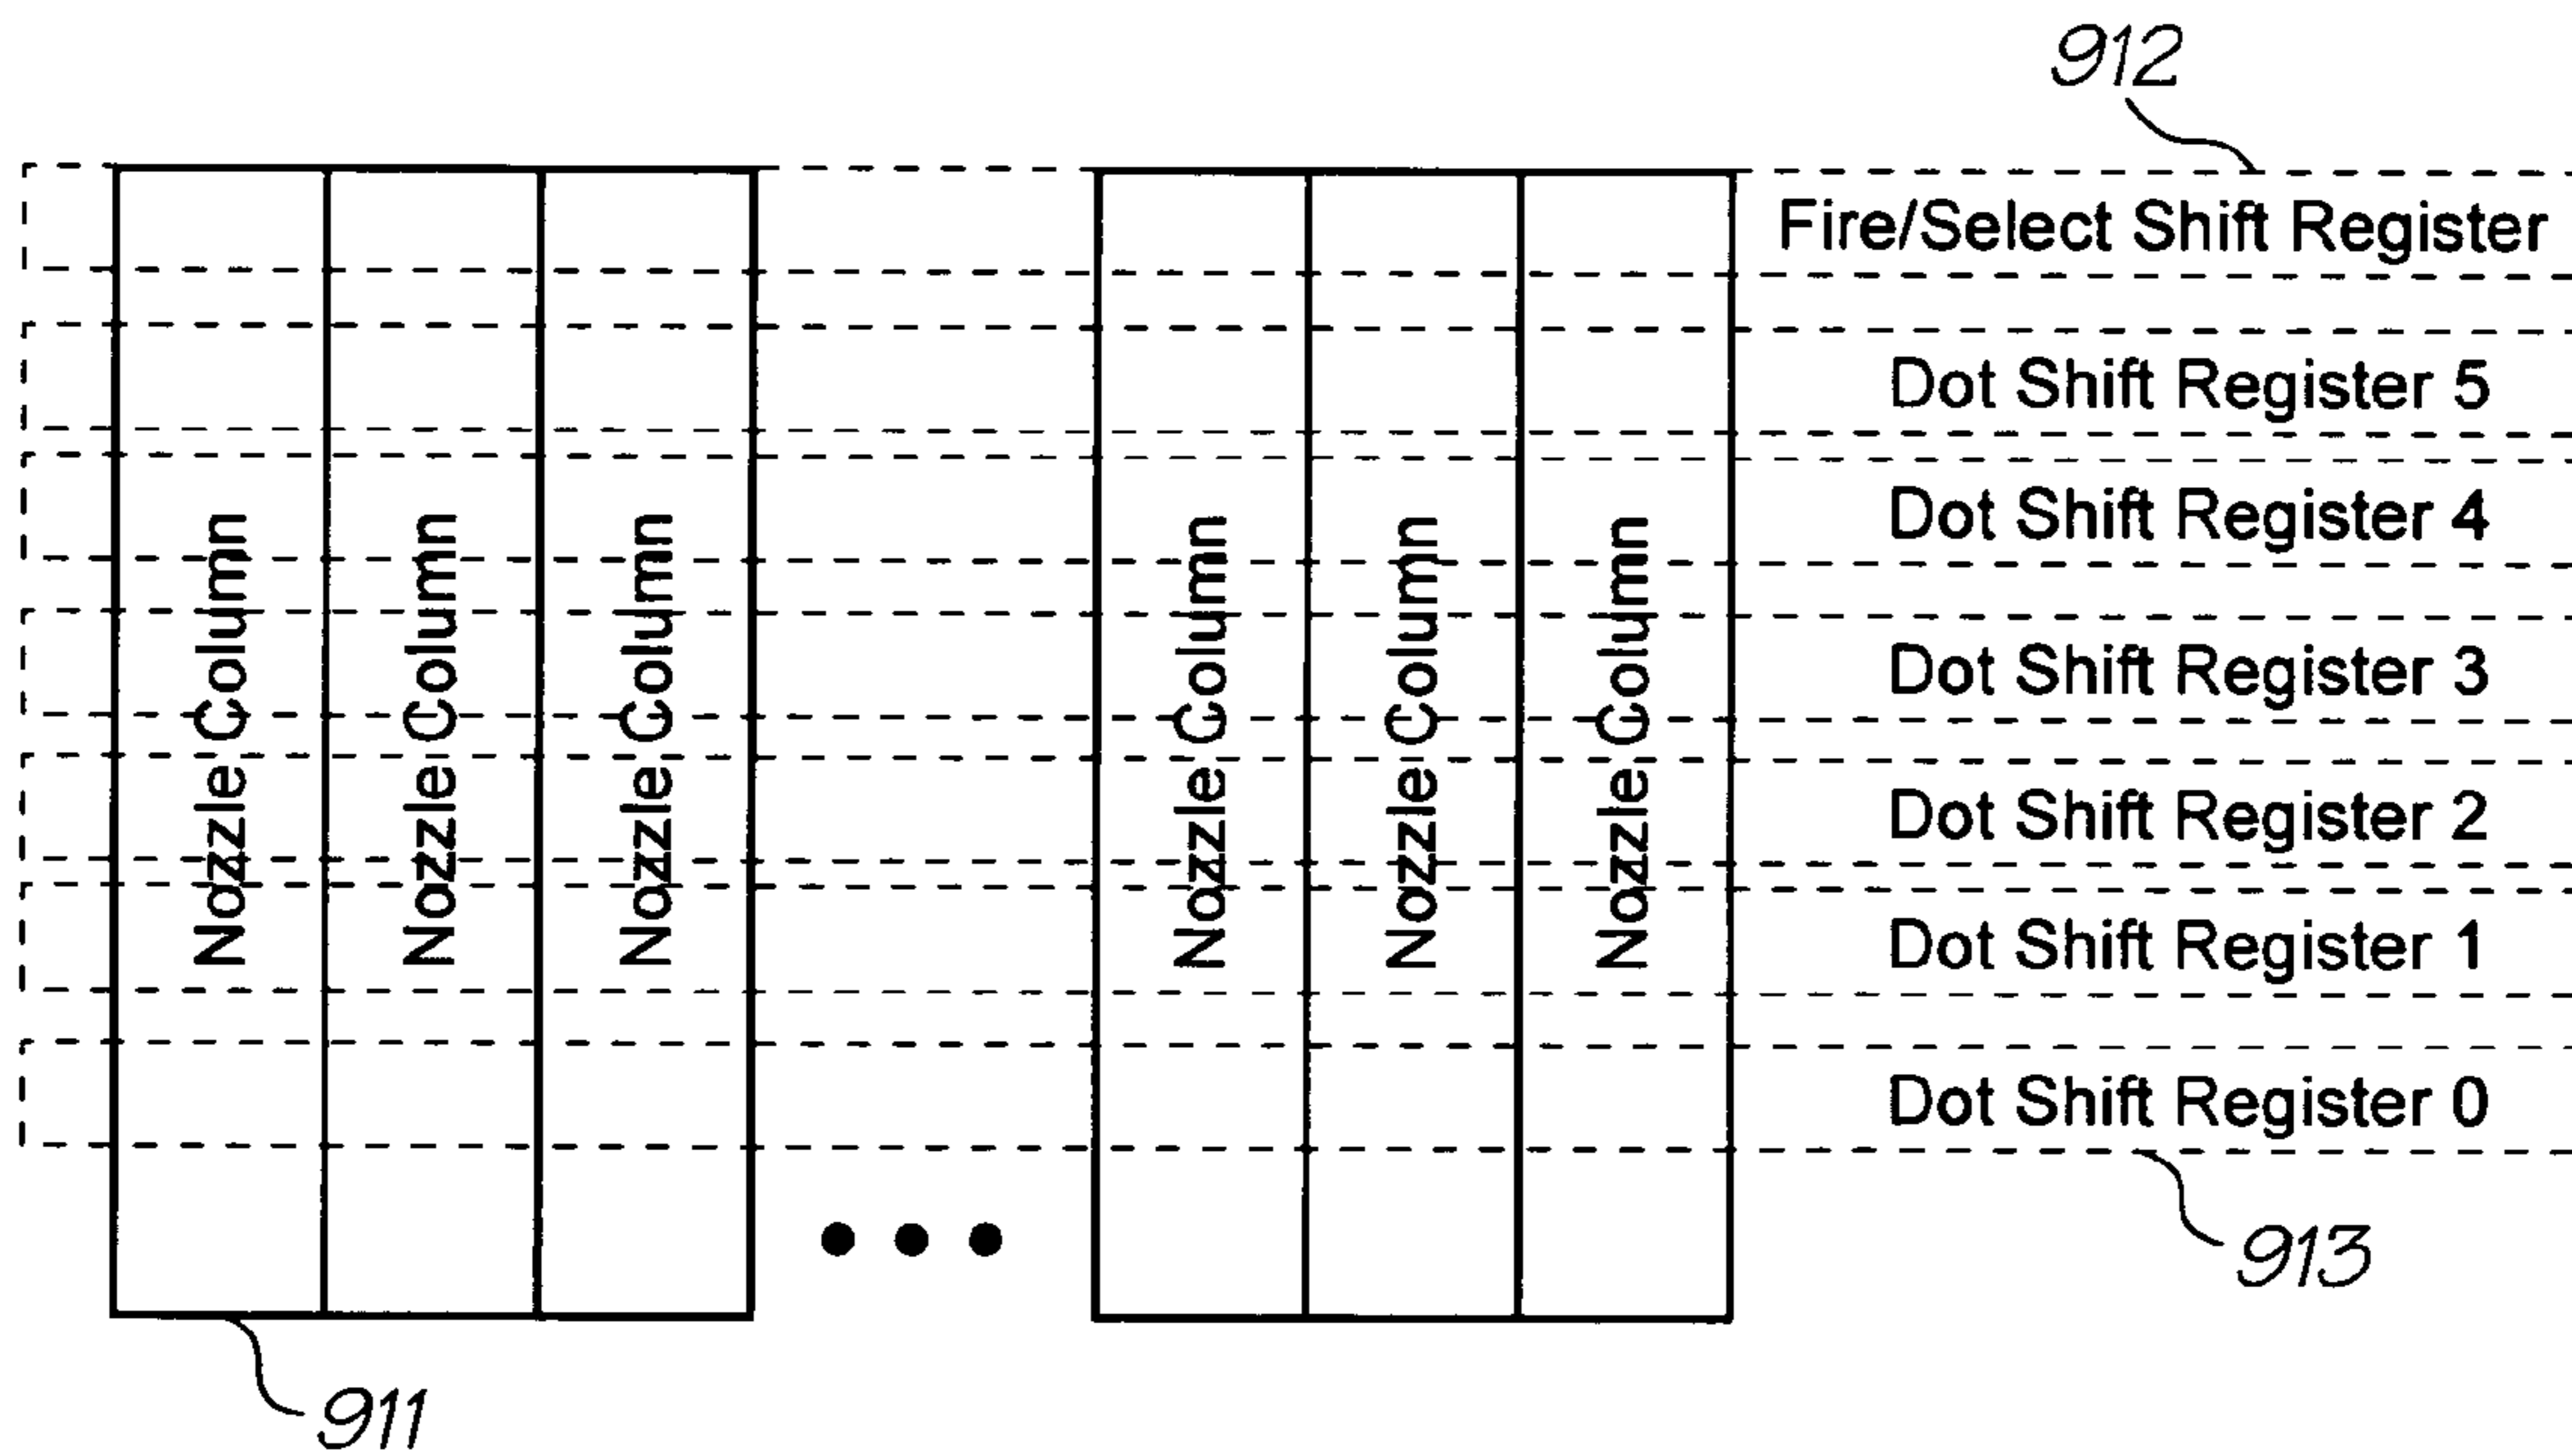 912
Fire/Select Shift Register
Dot Shift Register 5
Dot Shift Register 4
Dot Shift Register 3
Dot Shift Register 2
Dot Shift Register 1
Dot Shift Register 0
Nozzle Column
Nozzle Column
Nozzle Column
Nozzle Column
Nozzle Column
Nozzle Column
913
911